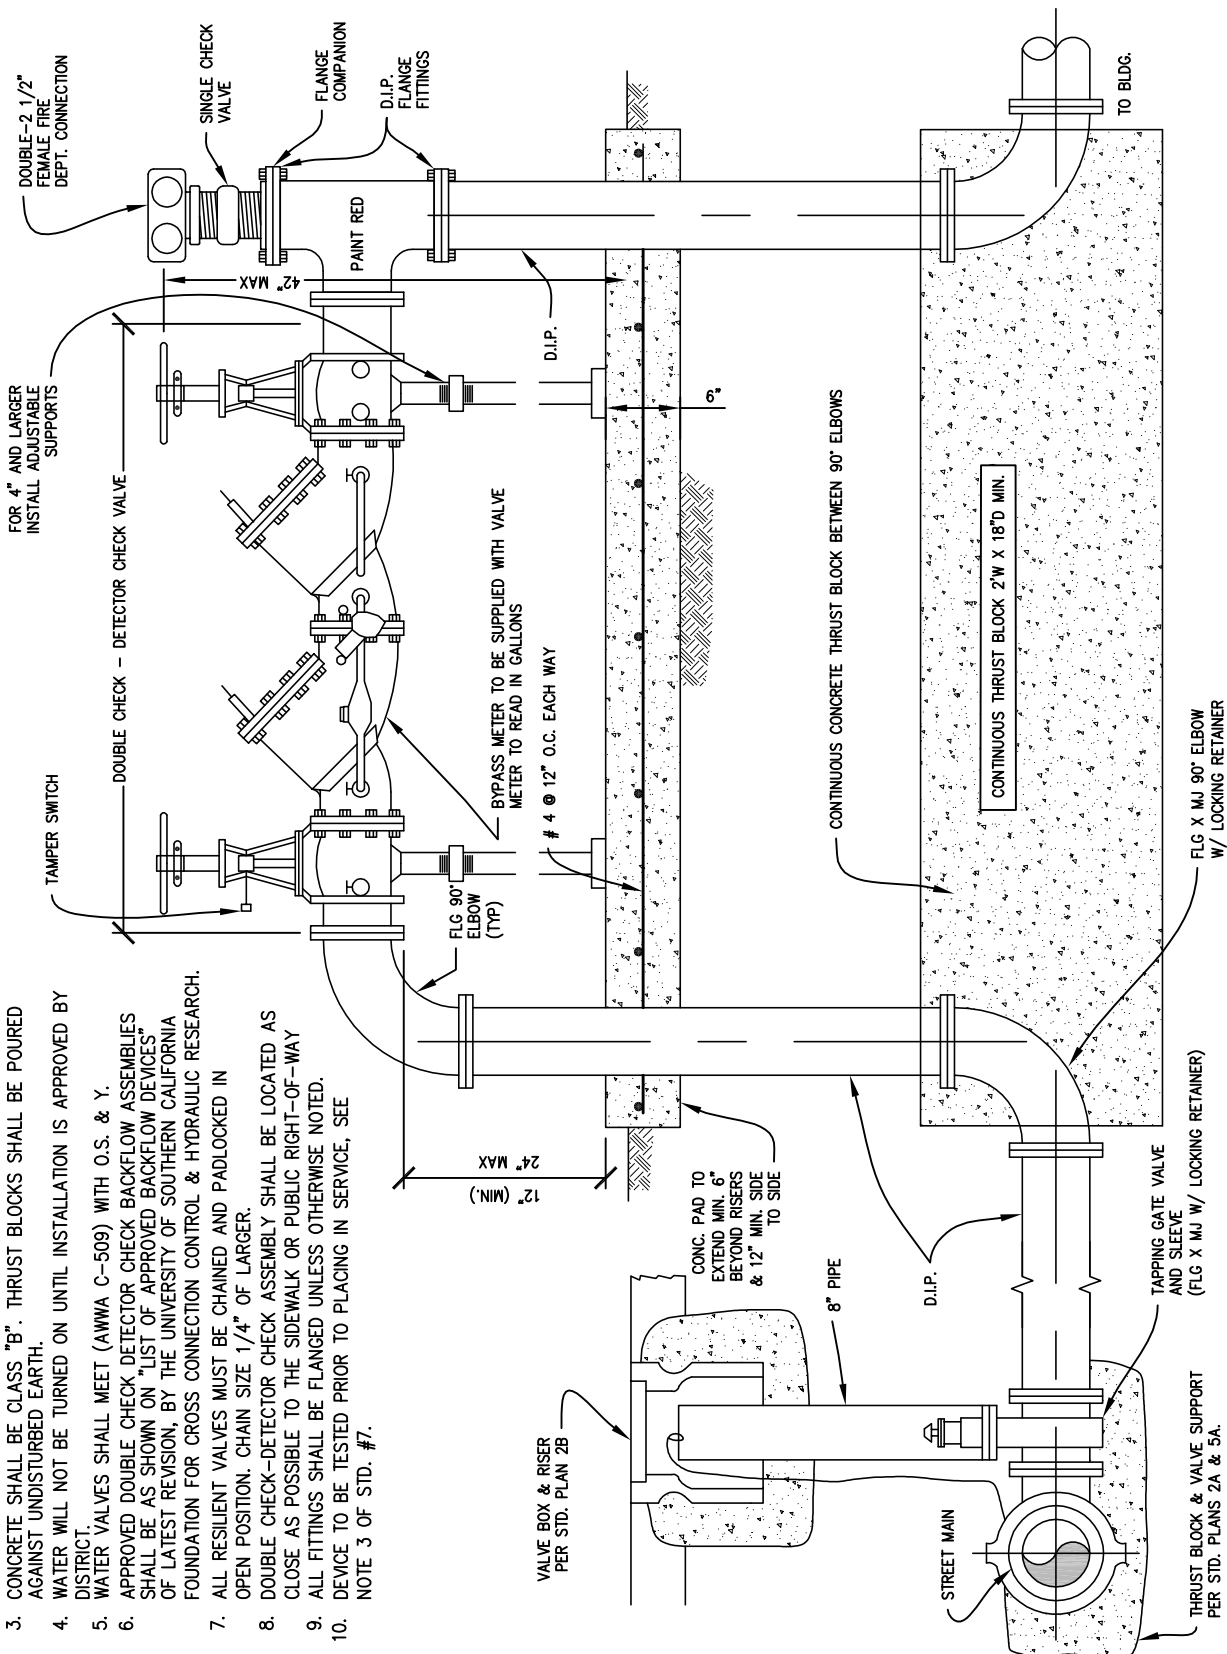 3. CONCRETE SHALL BE CLASS "B". THRUST BLOCKS SHALL BE POURED
AGAINST UNDISTURBED EARTH.
4. WATER WILL NOT BE TURNED ON UNTIL INSTALLATION IS APPROVED BY
DISTRICT.
5. WATER VALVES SHALL MEET (AWWA C-509) WITH O.S. & Y.
6. APPROVED DOUBLE CHECK DETECTOR CHECK BACKFLOW ASSEMBLIES
SHALL BE AS SHOWN ON "LIST OF APPROVED BACKFLOW DEVICES"
OF LATEST REVISION, BY THE UNIVERSITY OF SOUTHERN CALIFORNIA
FOUNDATION FOR CROSS CONNECTION CONTROL & HYDRAULIC RESEARCH.
7. ALL RESILIENT VALVES MUST BE CHAINED AND PADLOCKED IN
OPEN POSITION. CHAIN SIZE 1/4" OF LARGER.
8. DOUBLE CHECK-DETECTOR CHECK ASSEMBLY SHALL BE LOCATED AS
CLOSE AS POSSIBLE TO THE SIDEWALK OR PUBLIC RIGHT-OF-WAY
9. ALL FITTINGS SHALL BE FLANGED UNLESS OTHERWISE NOTED.
10. DEVICE TO BE TESTED PRIOR TO PLACING IN SERVICE, SEE
NOTE 3 OF STD. #7.
TAMPER SWITCH
DOUBLE CHECK - DETECTOR CHECK VALVE
FOR 4" AND LARGER
INSTALL ADJUSTABLE
SUPPORTS
DOUBLE-2 1/2"
FEMALE FIRE
DEPT. CONNECTION
SINGLE CHECK
VALVE
FLANGE
COMPANION
D.I.P.
FLANGE
FITTINGS
PAINT RED
42" MAX
D.I.P.
FLG 90°
ELBOW
(TYP)
BYPASS METER TO BE SUPPLIED WITH VALVE
METER TO READ IN GALLONS
# 4 @ 12" O.C. EACH WAY
9"
24" MAX
12" (MIN.)
CONC. PAD TO
EXTEND MIN. 6"
BEYOND RISERS
& 12" MIN. SIDE
TO SIDE
VALVE BOX & RISER
PER STD. PLAN 2B
8" PIPE
D.I.P.
CONTINUOUS CONCRETE THRUST BLOCK BETWEEN 90° ELBOWS
CONTINUOUS THRUST BLOCK 2'W X 18"D MIN.
TO BLDG.
STREET MAIN
TAPPING GATE VALVE
AND SLEEVE
(FLG X MJ W/ LOCKING RETAINER)
FLG X MJ 90° ELBOW
W/ LOCKING RETAINER
THRUST BLOCK & VALVE SUPPORT
PER STD. PLANS 2A & 5A.